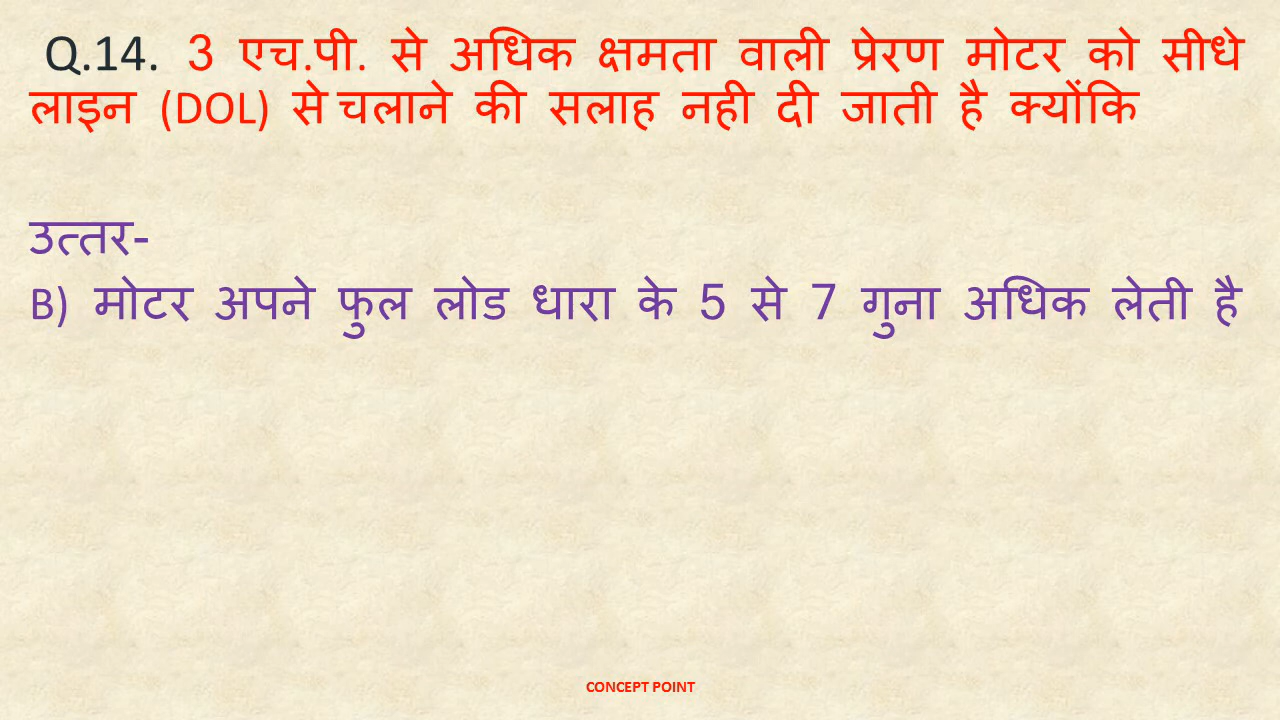 Q.14. 3 एच.पी. से अधिक क्षमता वाली प्रेरण मोटर को सीधे
लाइन (DOL) से चलाने की सलाह नही दी जाती है क्योंकि
उत्तर-
B) मोटर अपने फुल लोड धारा के 5 से 7 गुना अधिक लेती है
CONCEPT POINT